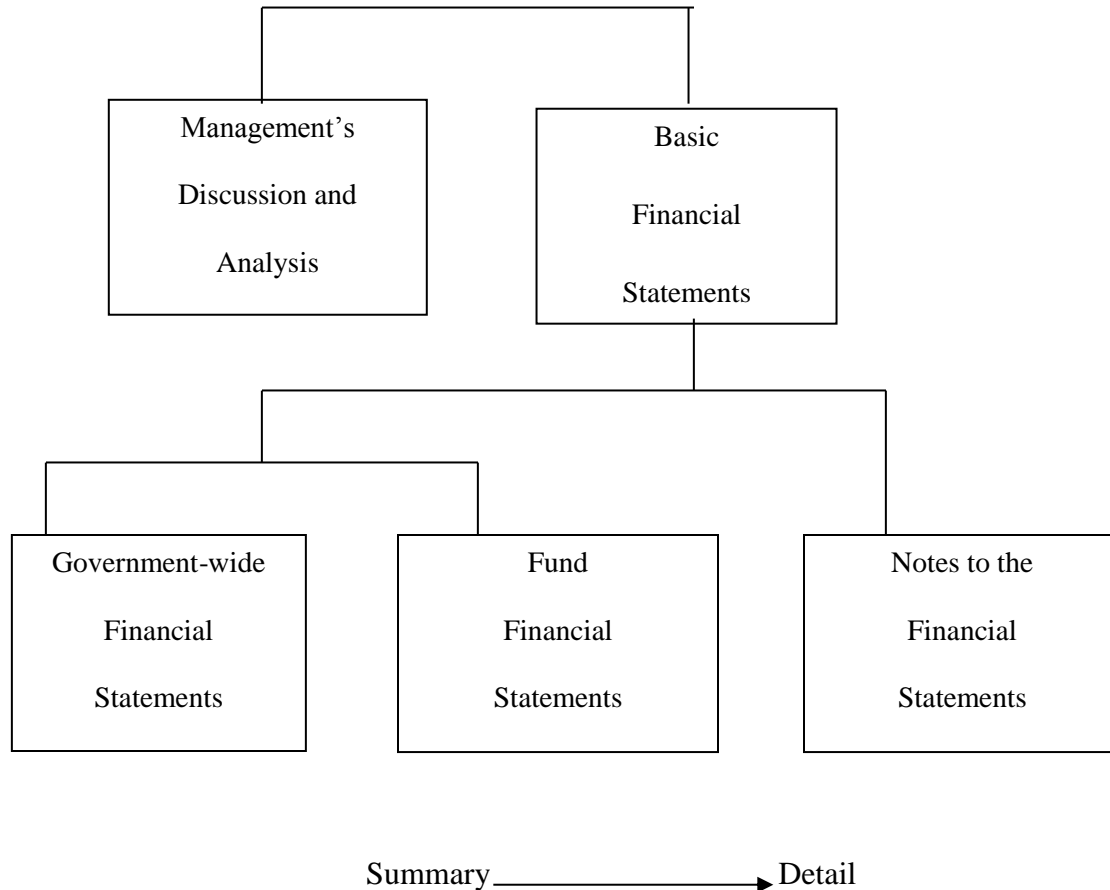 Management’s
Discussion and
Analysis
Basic
Financial
Statements
Government-wide
Financial
Statements
Fund
Financial
Statements
Notes to the
Financial
Statements
Summary
Detail